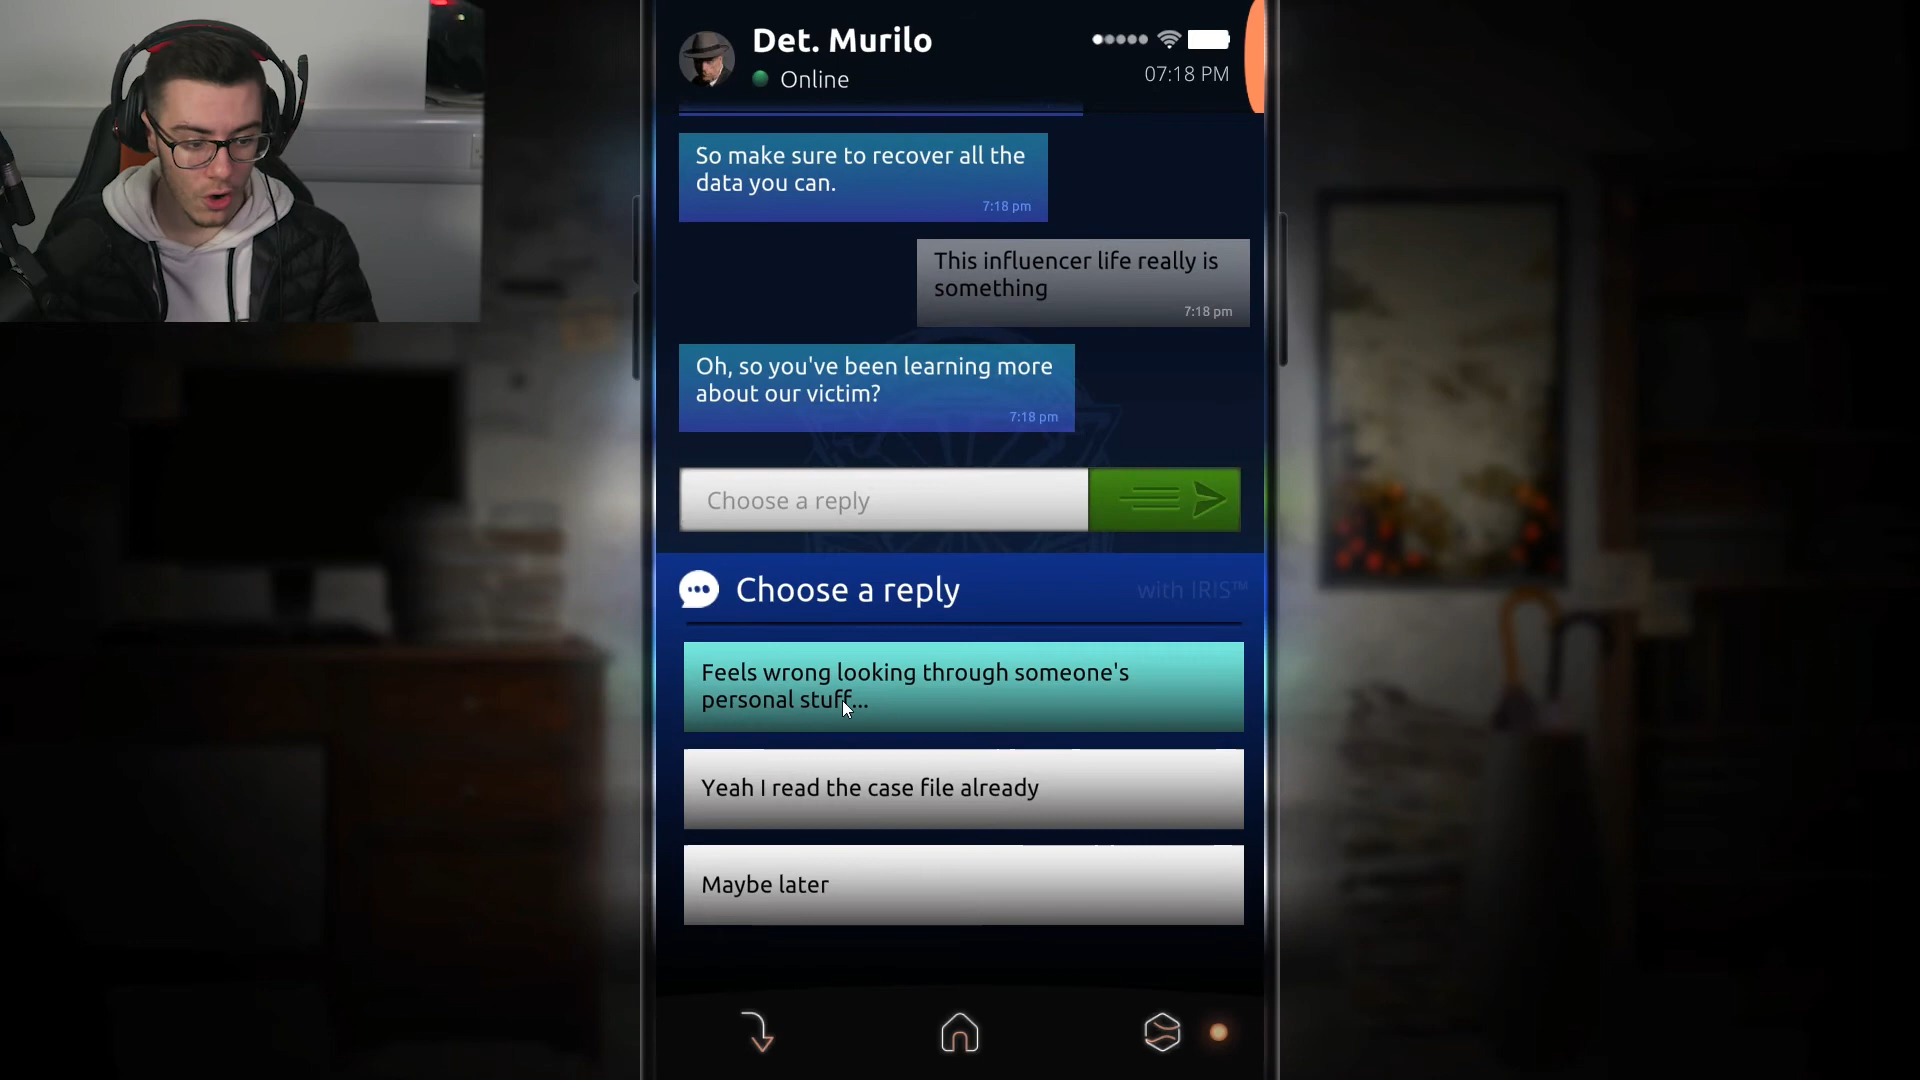 Det. Murilo
Online
07:18 PM
So make sure to recover all the
data you can.
7:18 pm
This influencer life really is
something
7:18 pm
Oh, so you've been learning more
about our victim?
7:18 pm
Choose a reply
Choose a reply
with IRIS™
Feels wrong looking through someone's
personal stuff...
Yeah I read the case file already
Maybe later